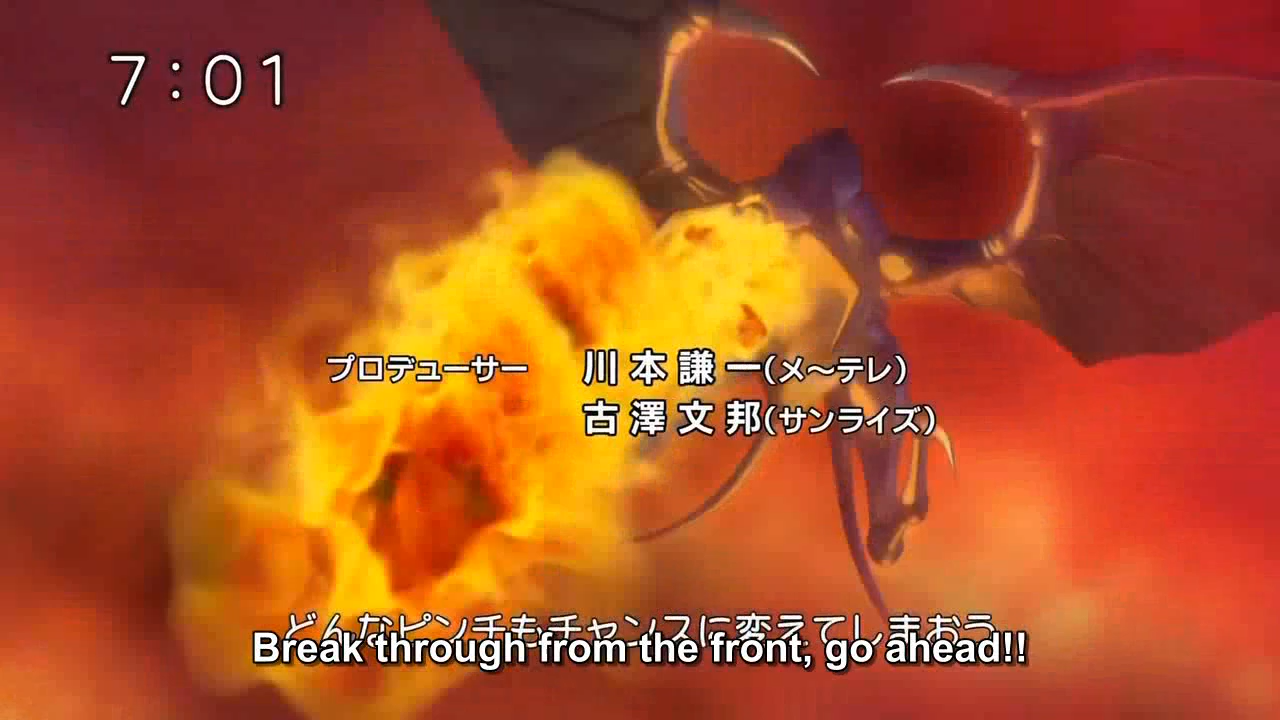 7:01
プロデューサー 川本謙一(メ〜テレ)
古澤文邦(サンライズ)
どんなピンチもチャンスに変えてしまおう
Break through from the front, go ahead!!